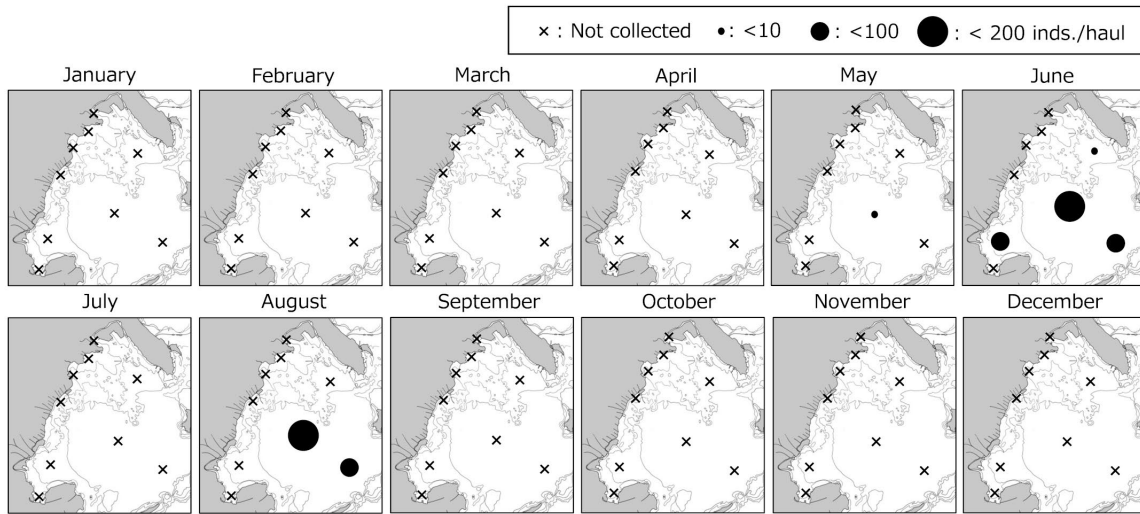 ×: Not collected •: <10 ●: <100 ●: < 200 inds./haul
January February March April May June
July August September October November December